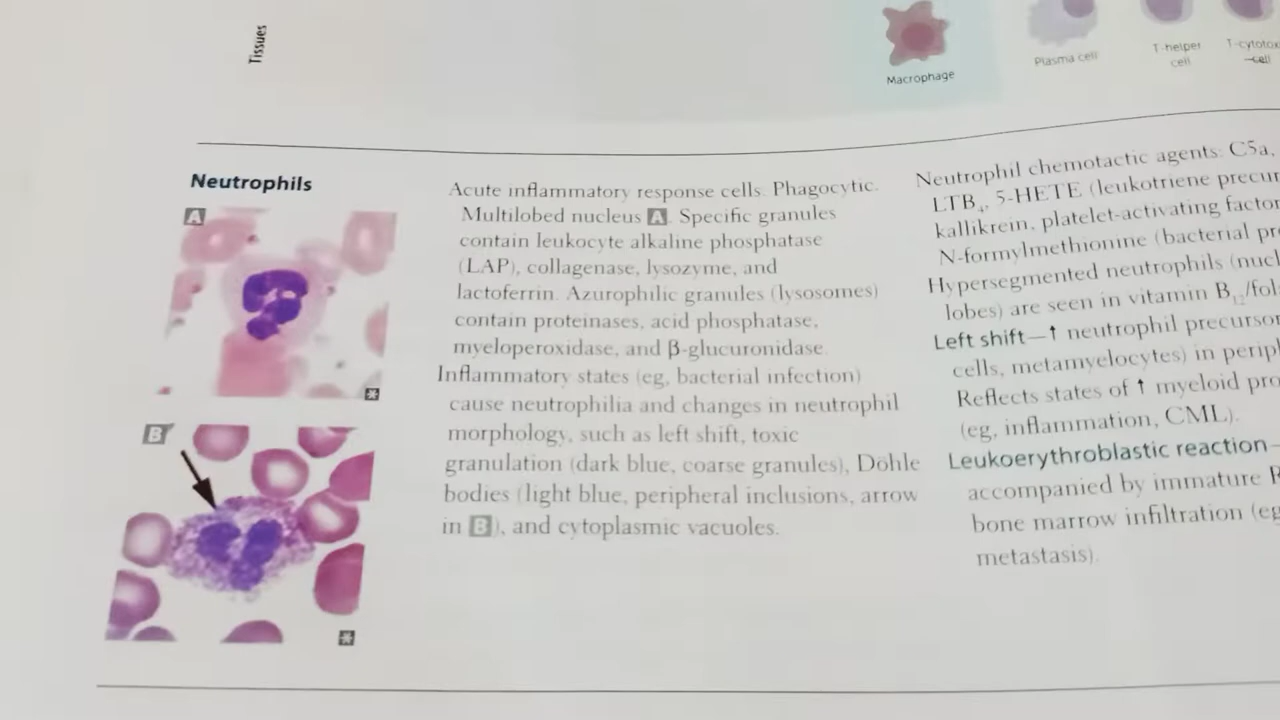 Tissues
Macrophage
Plasma cell
T-helper
cell
T-cytotox
cell
Neutrophils
A
B
Acute inflammatory response cells. Phagocytic.
Multilobed nucleus A. Specific granules
contain leukocyte alkaline phosphatase
(LAP), collagenase, lysozyme, and
lactoferrin. Azurophilic granules (lysosomes)
contain proteinases, acid phosphatase,
myeloperoxidase, and β-glucuronidase.
Inflammatory states (eg, bacterial infection)
cause neutrophilia and changes in neutrophil
morphology, such as left shift, toxic
granulation (dark blue, coarse granules), Döhle
bodies (light blue, peripheral inclusions, arrow
in B), and cytoplasmic vacuoles.
Neutrophil chemotactic agents: C5a,
LTB₄, 5-HETE (leukotriene precur
kallikrein, platelet-activating factor
N-formylmethionine (bacterial pr
Hypersegmented neutrophils (nucl
lobes) are seen in vitamin B₁₂/fol
Left shift—↑ neutrophil precursor
cells, metamyelocytes) in periph
Reflects states of ↑ myeloid pro
(eg, inflammation, CML).
Leukoerythroblastic reaction—
accompanied by immature R
bone marrow infiltration (eg
metastasis).